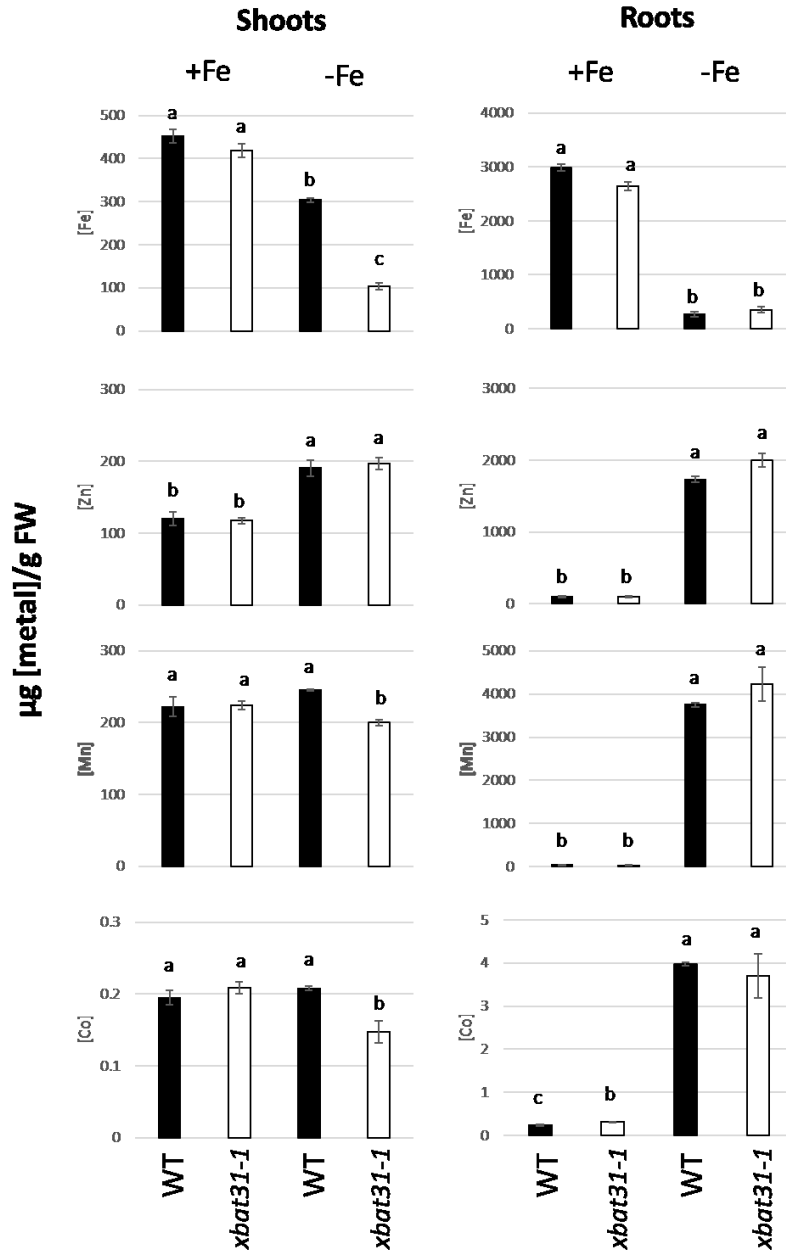 Shoots
Roots
+Fe
-Fe
+Fe
-Fe
µg [metal]/g FW
[Fe]
500
400
300
200
100
0
a
a
b
c
[Fe]
4000
3000
2000
1000
0
a
a
b
b
[Zn]
300
200
100
0
b
b
a
a
[Zn]
3000
2000
1000
0
b
b
a
a
[Mn]
300
200
100
0
a
a
a
b
[Mn]
5000
4000
3000
2000
1000
0
b
b
a
a
[Co]
0.3
0.2
0.1
0
a
a
a
b
[Co]
5
4
3
2
1
0
c
b
a
a
WT
xbat31-1
WT
xbat31-1
WT
xbat31-1
WT
xbat31-1